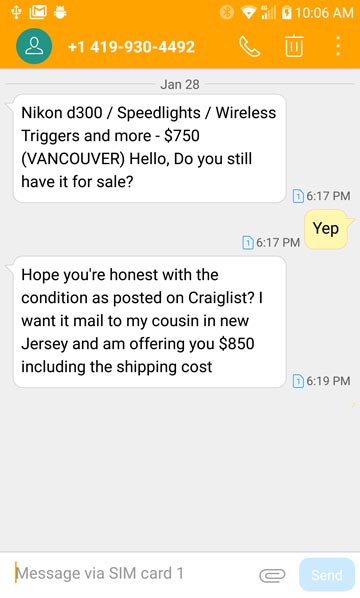 10:06 AM
+1 419-930-4492
Jan 28
Nikon d300 / Speedlights / Wireless
Triggers and more - $750
(VANCOUVER) Hello, Do you still
have it for sale?
1 6:17 PM
Yep
1 6:17 PM
Hope you're honest with the
condition as posted on Craiglist? I
want it mail to my cousin in new
Jersey and am offering you $850
including the shipping cost
1 6:19 PM
Message via SIM card 1
Send